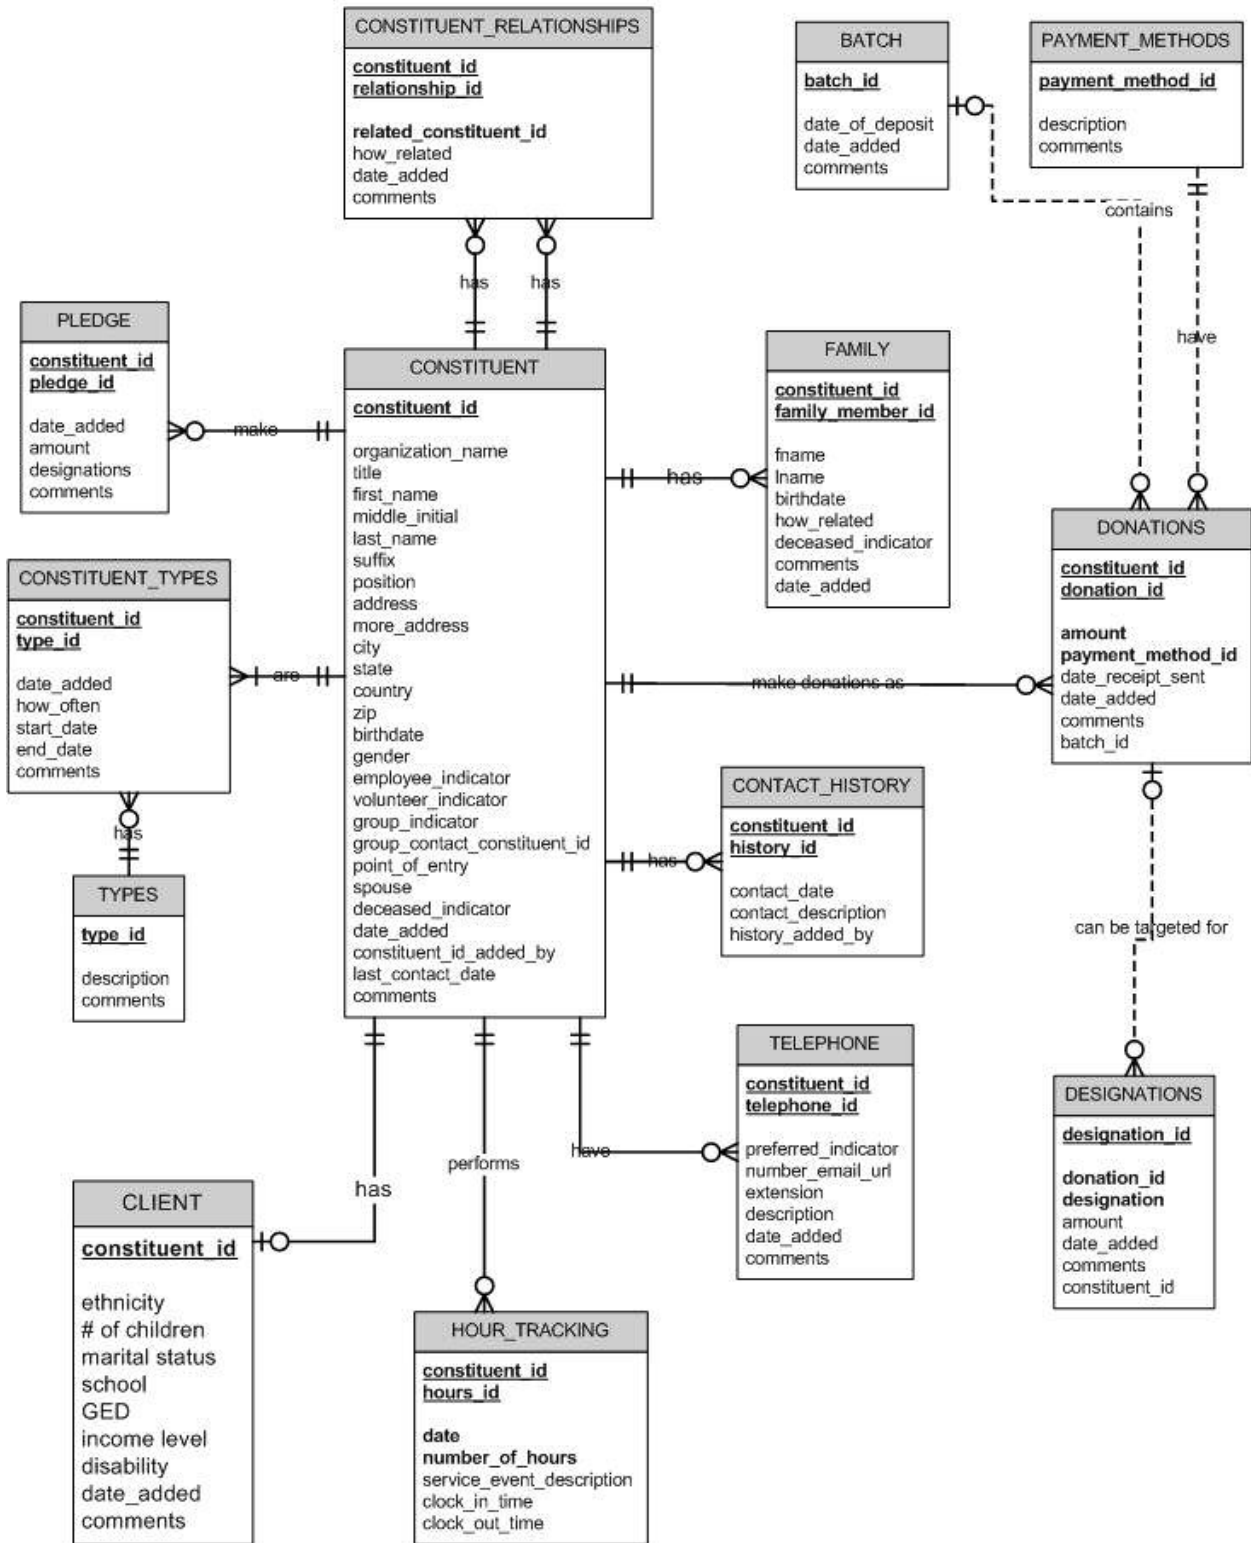 CONSTITUENT_RELATIONSHIPS
constituent_id
relationship_id
related_constituent_id
how_related
date_added
comments
BATCH
batch_id
date_of_deposit
date_added
comments
PAYMENT_METHODS
payment_method_id
description
comments
contains
have
has
has
PLEDGE
constituent_id
pledge_id
date_added
amount
designations
comments
make
CONSTITUENT
constituent_id
organization_name
title
first_name
middle_initial
last_name
suffix
position
address
more_address
city
state
country
zip
birthdate
gender
employee_indicator
volunteer_indicator
group_indicator
group_contact_constituent_id
point_of_entry
spouse
deceased_indicator
date_added
constituent_id_added_by
last_contact_date
comments
has
FAMILY
constituent_id
family_member_id
fname
lname
birthdate
how_related
deceased_indicator
comments
date_added
DONATIONS
constituent_id
donation_id
amount
payment_method_id
date_receipt_sent
date_added
comments
batch_id
make donations as
CONSTITUENT_TYPES
constituent_id
type_id
date_added
how_often
start_date
end_date
comments
are
has
TYPES
type_id
description
comments
has
CONTACT_HISTORY
constituent_id
history_id
contact_date
contact_description
history_added_by
can be targeted for
TELEPHONE
constituent_id
telephone_id
preferred_indicator
number_email_url
extension
description
date_added
comments
have
performs
has
DESIGNATIONS
designation_id
donation_id
designation
amount
date_added
comments
constituent_id
CLIENT
constituent_id
ethnicity
# of children
marital status
school
GED
income level
disability
date_added
comments
HOUR_TRACKING
constituent_id
hours_id
date
number_of_hours
service_event_description
clock_in_time
clock_out_time